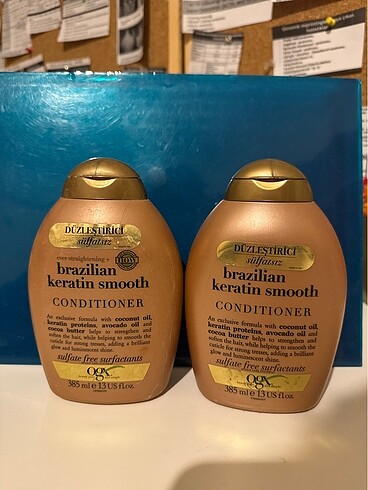 DÜZLEŞTİRİCİ
sülfatsız
ever straightening +
brazilian
keratin smooth
CONDITIONER
An exclusive formula with coconut oil,
keratin proteins, avocado oil and
cocoa butter helps to strengthen and
soften the hair, while helping to smooth the
cuticle for strong tresses, adding a brilliant
glow and luminescent shine.
sulfate free surfactants
ogx
385 ml e 13 US fl.oz.
DÜZLEŞTİRİCİ
sülfatsız
brazilian
keratin smooth
CONDITIONER
An exclusive formula with coconut oil,
keratin proteins, avocado oil and
cocoa butter helps to strengthen and
soften the hair, while helping to smooth the
cuticle for strong tresses, adding a brilliant
glow and luminescent shine.
sulfate free surfactants
ogx
385 ml e 13 US fl.oz.